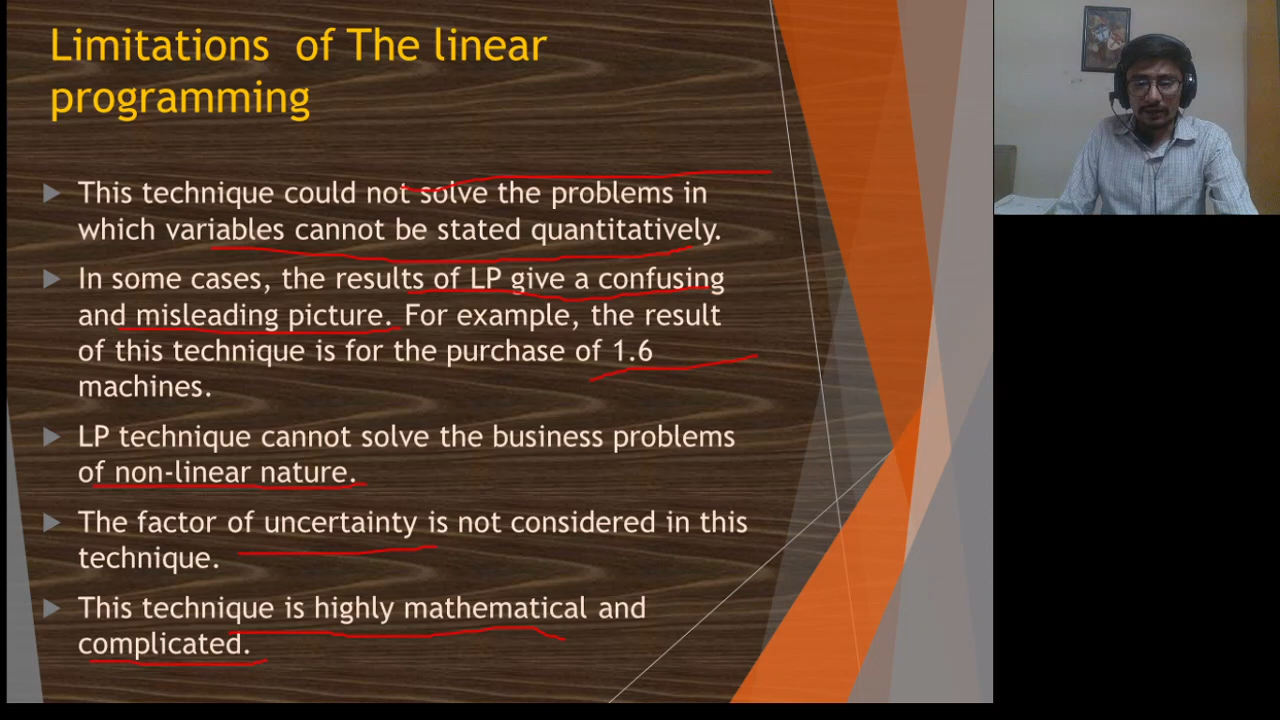 Limitations of The linear
programming
This technique could not solve the problems in
which variables cannot be stated quantitatively.
In some cases, the results of LP give a confusing
and misleading picture. For example, the result
of this technique is for the purchase of 1.6
machines.
LP technique cannot solve the business problems
of non-linear nature.
The factor of uncertainty is not considered in this
technique.
This technique is highly mathematical and
complicated.